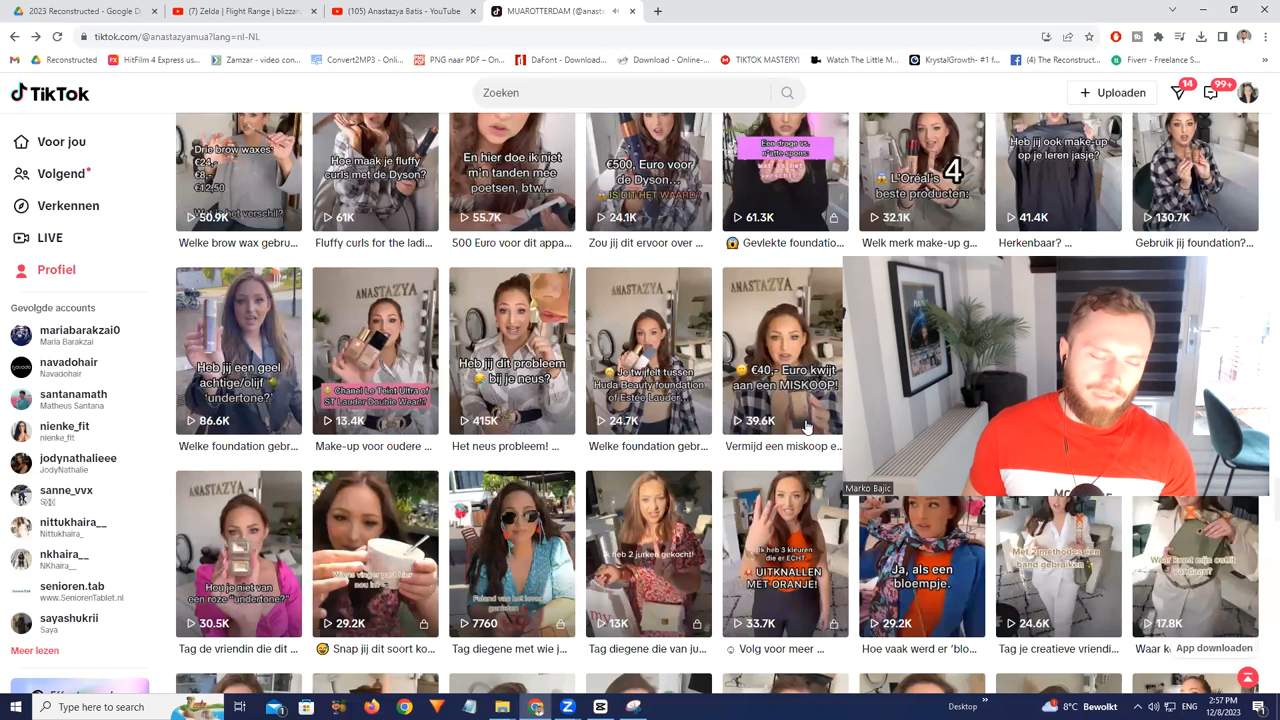 2023 Reconstructed - Google D
(7) Zelda | Flight Range | blizzar
(105) Anastazya Batis - YouTube
MUAROTTERDAM (@anast
tiktok.com/@anastazyamua?lang=nl-NL
Reconstructed
HitFilm 4 Express us...
Zamzar - video con...
Convert2MP3 - Onli...
PNG naar PDF – On...
DaFont - Download...
Download - Online-...
TIKTOK MASTERY!
Watch The Little M...
KrystalGrowth- #1 f...
(4) The Reconstruct...
Fiverr - Freelance S...
TikTok
Zoeken
Uploaden
14
99+
Voor jou
Volgend
Verkennen
LIVE
Profiel
Gevolgde accounts
mariabarakzai0
Maria Barakzai
navadohair
Navadohair
santanamath
Matheus Santana
nienke_fit
nienke_fit
jodynathalieee
JodyNathalie
sanne_vvx
nittukhaira__
Nittukhaira_
nkhaira__
NKhaira__
senioren.tab
www.SeniorenTablet.nl
sayashukrii
Saya
Meer lezen
Drie brow waxes:
€24,-
€8,-
€12,50
50.9K
Welke brow wax gebru...
Hoe maak je fluffy
curls met de Dyson?
61K
Fluffy curls for the ladi...
En hier doe ik niet
m'n tanden mee
poetsen, btw...
55.7K
500 Euro voor dit appa...
€500, Euro voor
de Dyson...
IS DIT HET WAARD?
24.1K
Zou jij dit ervoor over ...
Een droge vs.
n*atte spons:
61.3K
😱 Gevlekte foundatio...
😱 L'Oréal's 4
beste producten:
32.1K
Welk merk make-up g...
Heb jij ook make-up
op je leren jasje?
41.4K
Herkenbaar? ...
130.7K
Gebruik jij foundation?...
Heb jij een geel
achtige/olijf
'undertone?'
86.6K
Welke foundation gebr...
ANASTAZYA
Chanel Le Teint Ultra of
ST Lauder Double Wear!?
13.4K
Make-up voor oudere ...
Heb jij dit probleem
bij je neus?
415K
Het neus probleem! ...
Je twijfelt tussen
Huda Beauty foundation
of Estée Lauder...
24.7K
Welke foundation gebr...
ANASTAZYA
€40,- Euro kwijt
aan een MISKOOP!
39.6K
Vermijd een miskoop e...
Marko Bajic
ANASTAZYA
Hou je niet van
een roze "undertone?"
30.5K
Tag de vriendin die dit ...
29.2K
😅 Snap jij dit soort ko...
genieten
7760
Tag diegene met wie j...
Ik heb 2 jurken gekocht!
13K
Tag diegene die van ju...
Ik heb 3 kleuren
die er ECHT
UITKNALLEN
MET ORANJE!
33.7K
☺ Volg voor meer ...
Ja, als een
bloempje.
29.2K
Hoe vaak werd er 'blo...
Met 2 methodes een
band gebruiken
24.6K
Tag je creatieve vriendi...
Waar komt mijn outfit
vandaan?
17.8K
App downloaden
Type here to search
Desktop
8°C Bewolkt
ENG
2:57 PM
12/8/2023